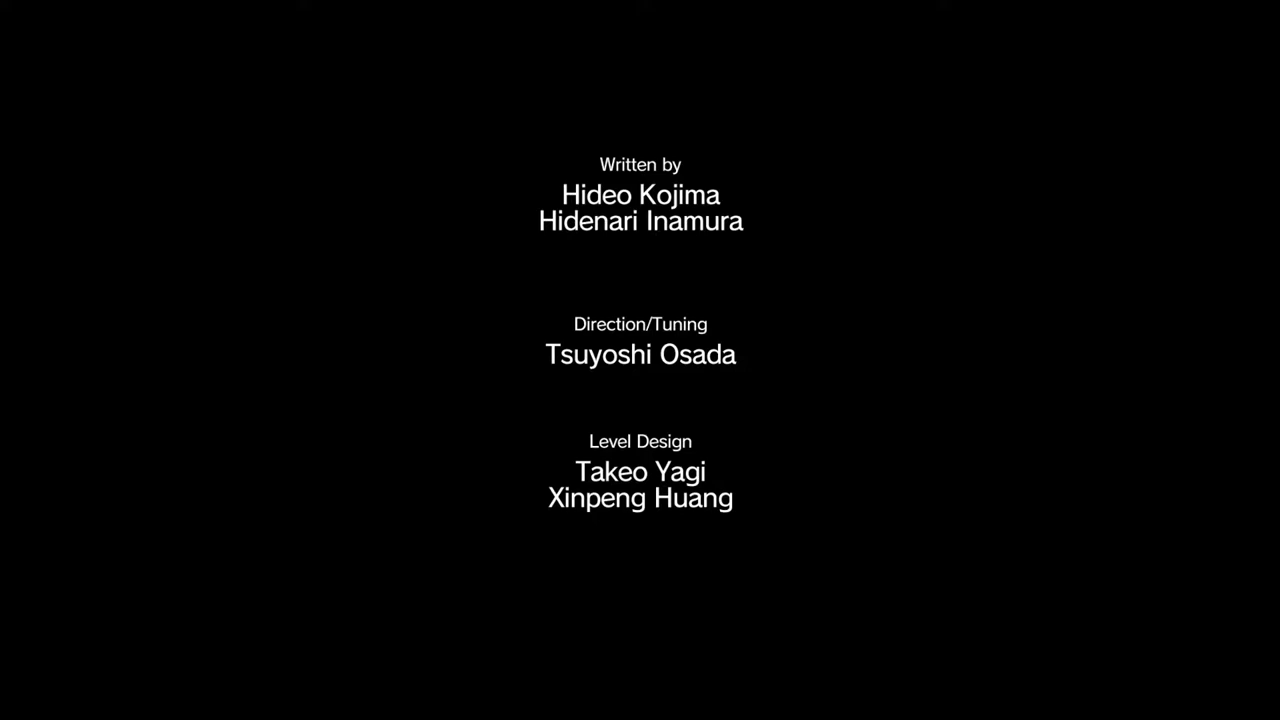 Written by
Hideo Kojima
Hidenari Inamura
Direction/Tuning
Tsuyoshi Osada
Level Design
Takeo Yagi
Xinpeng Huang